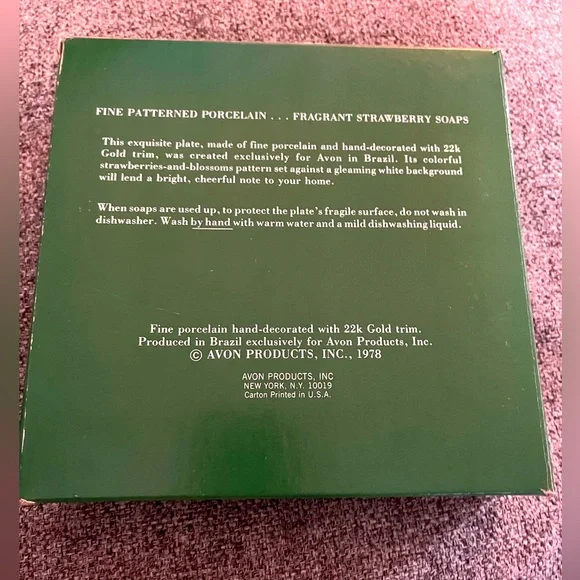 FINE PATTERNED PORCELAIN . . . FRAGRANT STRAWBERRY SOAPS
This exquisite plate, made of fine porcelain and hand-decorated with 22k
Gold trim, was created exclusively for Avon in Brazil. Its colorful
strawberries-and-blossoms pattern set against a gleaming white background
will lend a bright, cheerful note to your home.
When soaps are used up, to protect the plate's fragile surface, do not wash in
dishwasher. Wash by hand with warm water and a mild dishwashing liquid.
Fine porcelain hand-decorated with 22k Gold trim.
Produced in Brazil exclusively for Avon Products, Inc.
© AVON PRODUCTS, INC., 1978
AVON PRODUCTS, INC
NEW YORK, N.Y. 10019
Carton Printed in U.S.A.